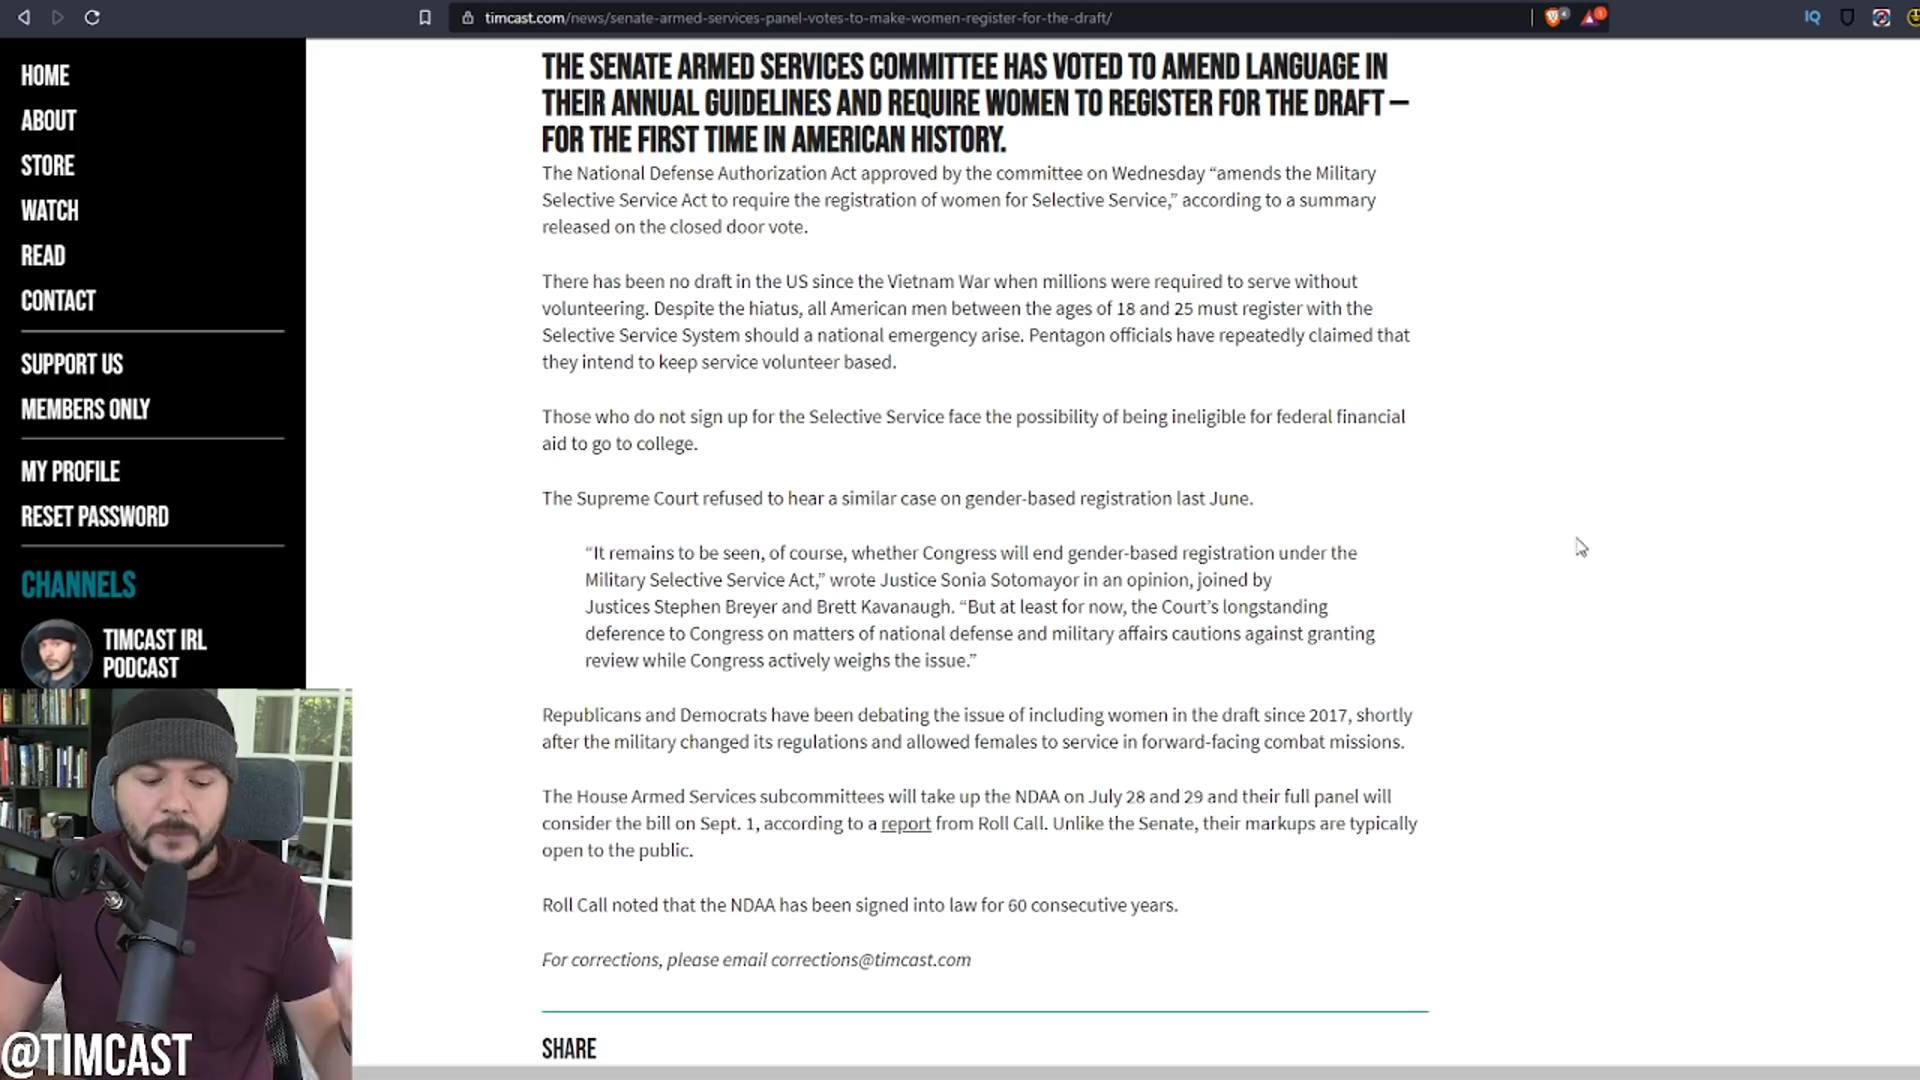 timcast.com/news/senate-armed-services-panel-votes-to-make-women-register-for-the-draft/
IQ
HOME
ABOUT
STORE
WATCH
READ
CONTACT
SUPPORT US
MEMBERS ONLY
MY PROFILE
RESET PASSWORD
CHANNELS
TIMCAST IRL
PODCAST
THE SENATE ARMED SERVICES COMMITTEE HAS VOTED TO AMEND LANGUAGE IN
THEIR ANNUAL GUIDELINES AND REQUIRE WOMEN TO REGISTER FOR THE DRAFT —
FOR THE FIRST TIME IN AMERICAN HISTORY.
The National Defense Authorization Act approved by the committee on Wednesday “amends the Military
Selective Service Act to require the registration of women for Selective Service,” according to a summary
released on the closed door vote.
There has been no draft in the US since the Vietnam War when millions were required to serve without
volunteering. Despite the hiatus, all American men between the ages of 18 and 25 must register with the
Selective Service System should a national emergency arise. Pentagon officials have repeatedly claimed that
they intend to keep service volunteer based.
Those who do not sign up for the Selective Service face the possibility of being ineligible for federal financial
aid to go to college.
The Supreme Court refused to hear a similar case on gender-based registration last June.
“It remains to be seen, of course, whether Congress will end gender-based registration under the
Military Selective Service Act,” wrote Justice Sonia Sotomayor in an opinion, joined by
Justices Stephen Breyer and Brett Kavanaugh. “But at least for now, the Court’s longstanding
deference to Congress on matters of national defense and military affairs cautions against granting
review while Congress actively weighs the issue.”
Republicans and Democrats have been debating the issue of including women in the draft since 2017, shortly
after the military changed its regulations and allowed females to service in forward-facing combat missions.
The House Armed Services subcommittees will take up the NDAA on July 28 and 29 and their full panel will
consider the bill on Sept. 1, according to a report from Roll Call. Unlike the Senate, their markups are typically
open to the public.
Roll Call noted that the NDAA has been signed into law for 60 consecutive years.
For corrections, please email corrections@timcast.com
SHARE
@TIMCAST